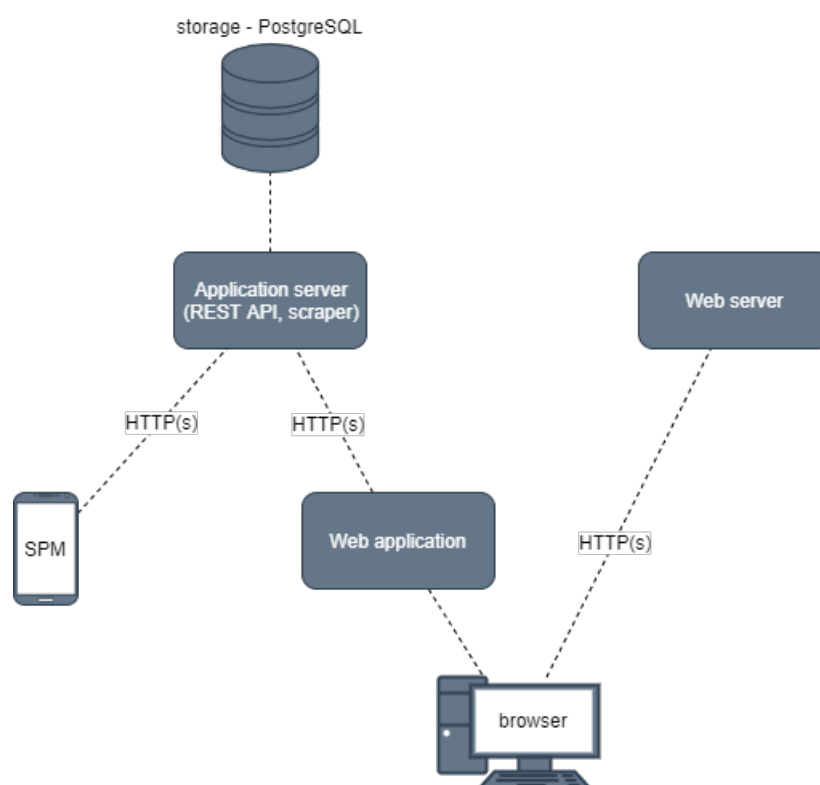 storage - PostgreSQL
Application server
(REST API, scraper)
Web server
HTTP(s)
HTTP(s)
SPM
Web application
HTTP(s)
browser